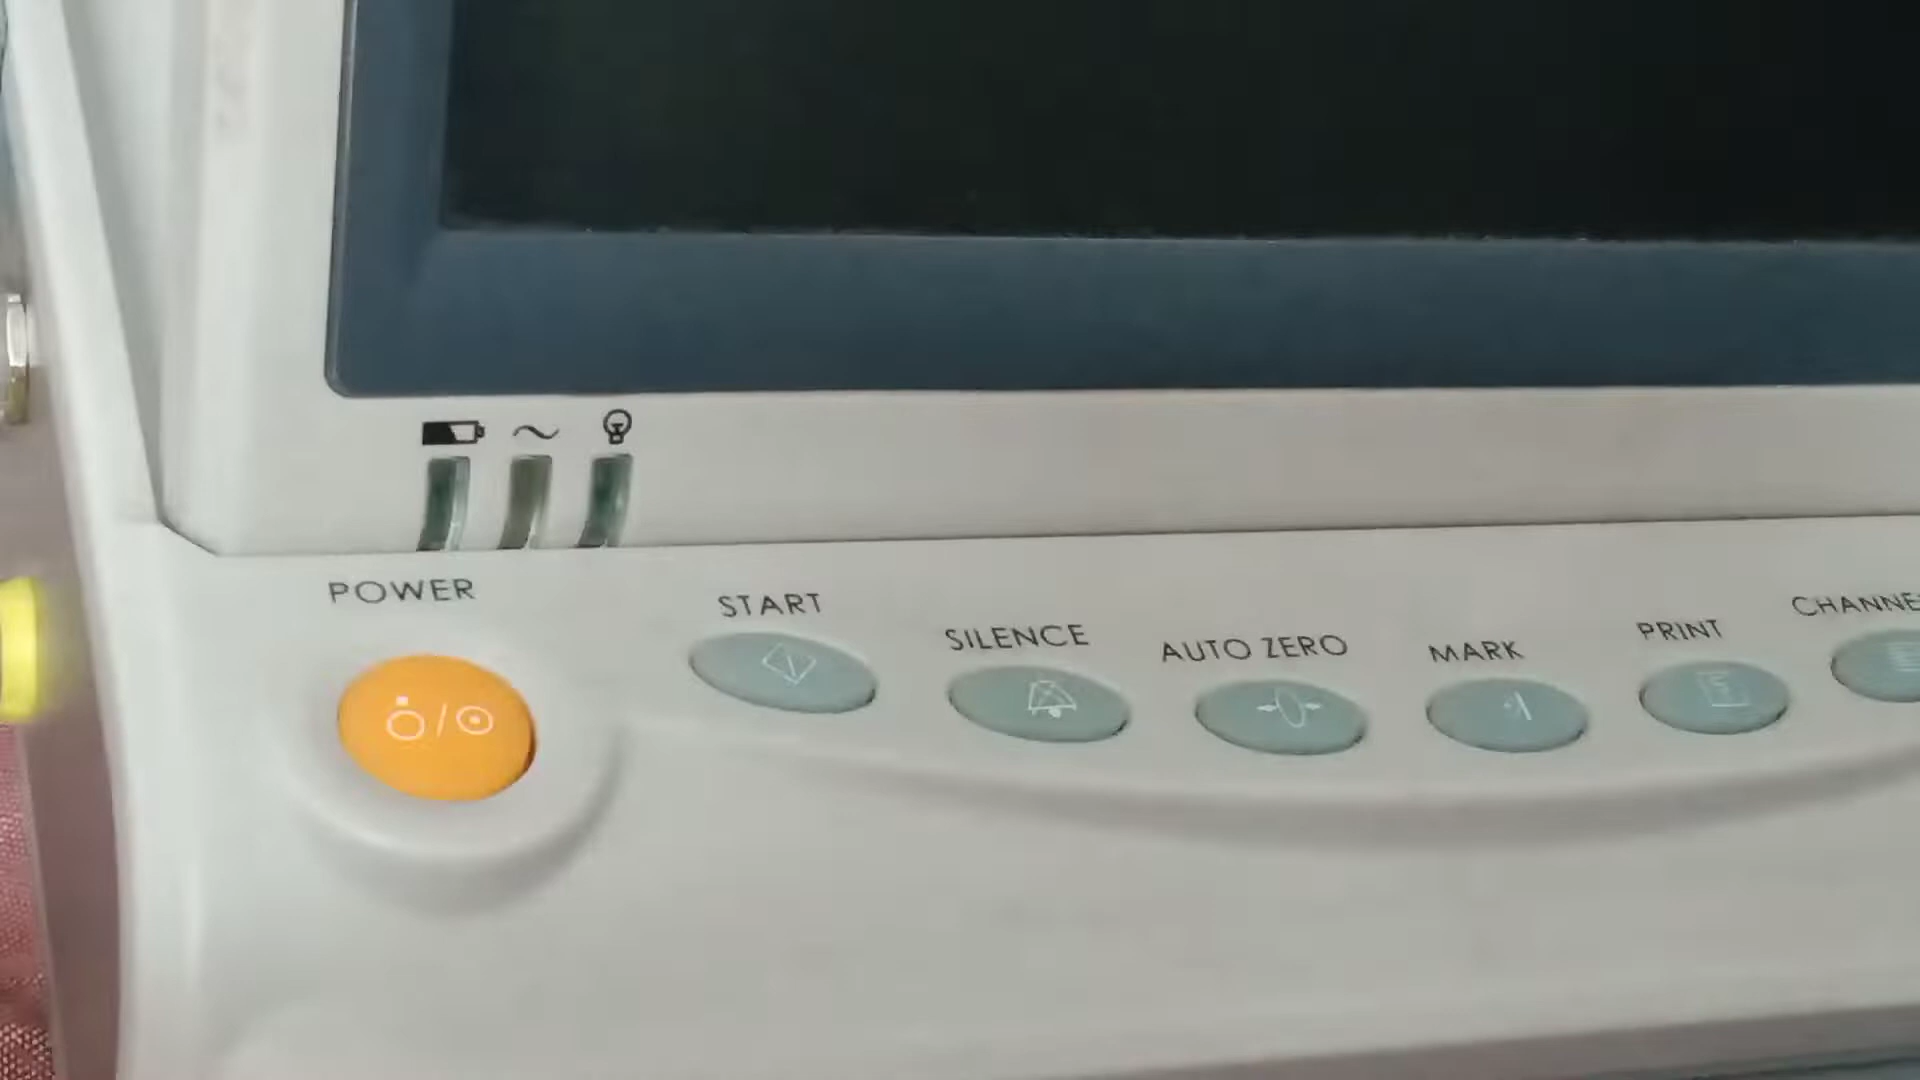 POWER
START
SILENCE
AUTO ZERO
MARK
PRINT
CHANNE